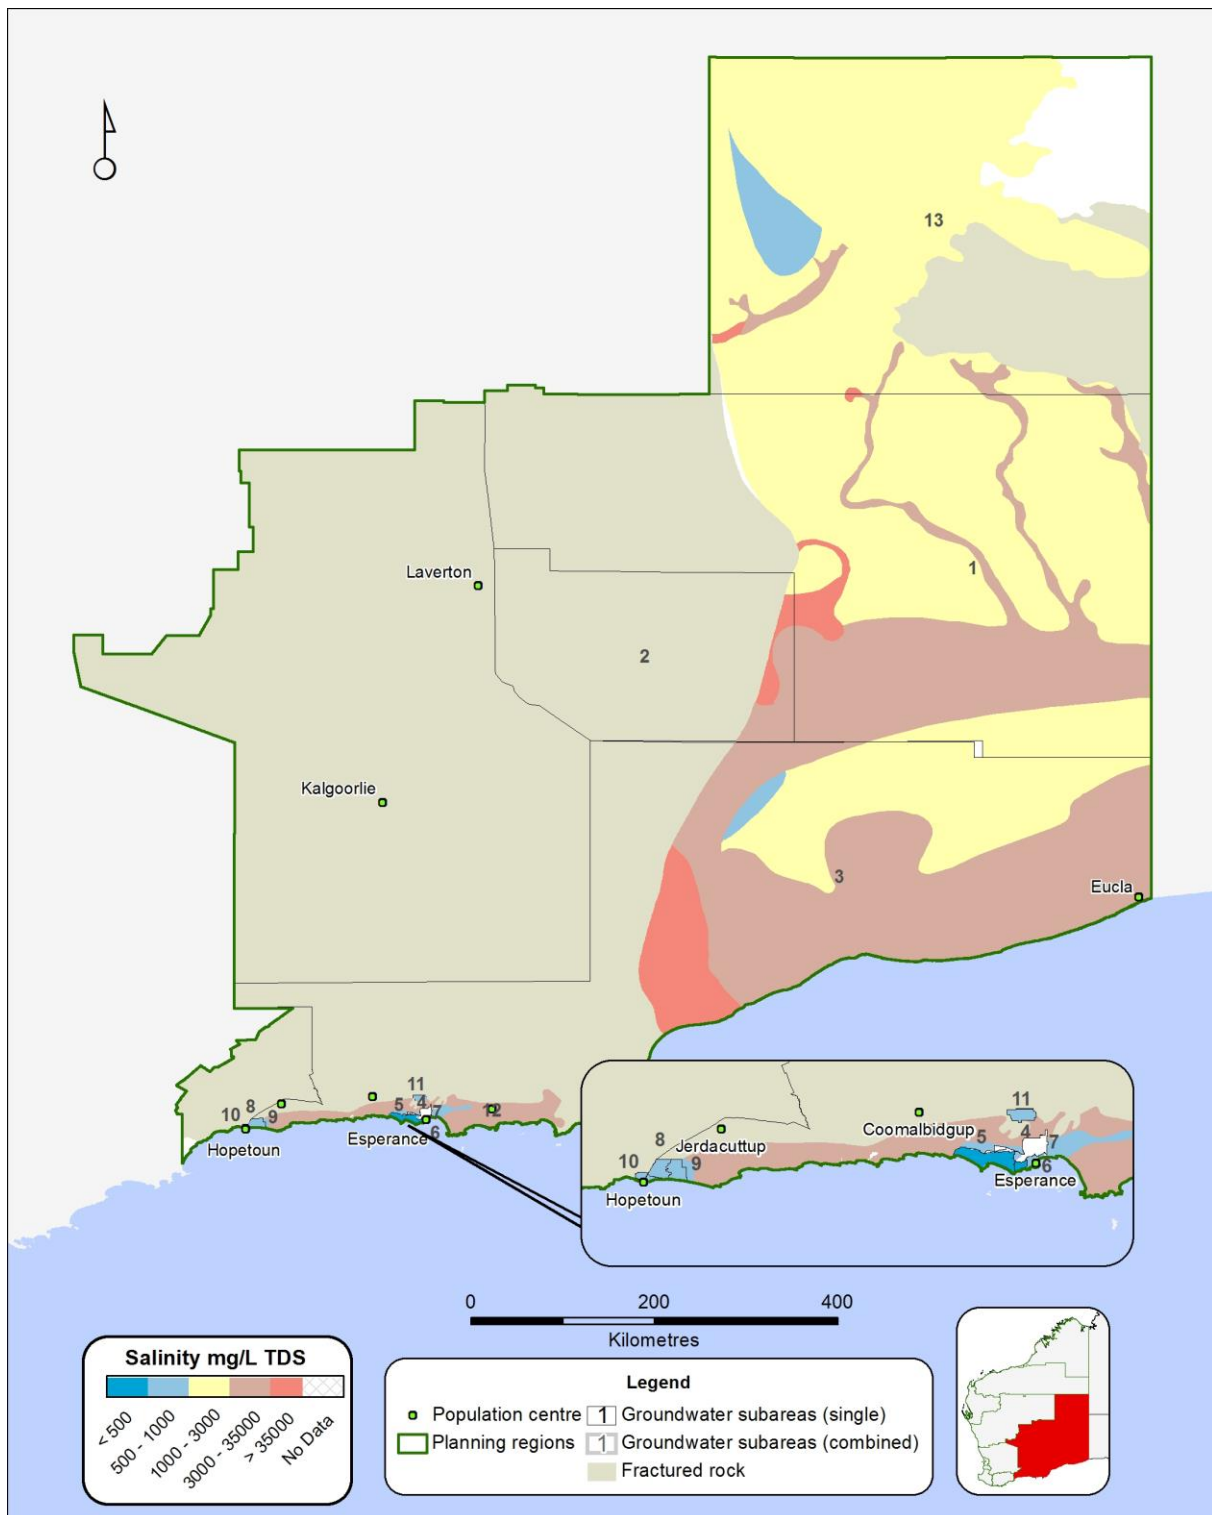 13
1
Laverton
2
Kalgoorlie
3
Eucla
11
8
5
4
7
10
9
12
Hopetoun
Esperance
6
11
Coomalbidgup
8
Jerdacuttup
5
4
7
10
9
6
Esperance
Hopetoun
0 200 400
Kilometres
Salinity mg/L TDS
< 500
500 - 1000
1000 - 3000
3000 - 35000
> 35000
No Data
Legend
Population centre
1 Groundwater subareas (single)
Planning regions
1 Groundwater subareas (combined)
Fractured rock